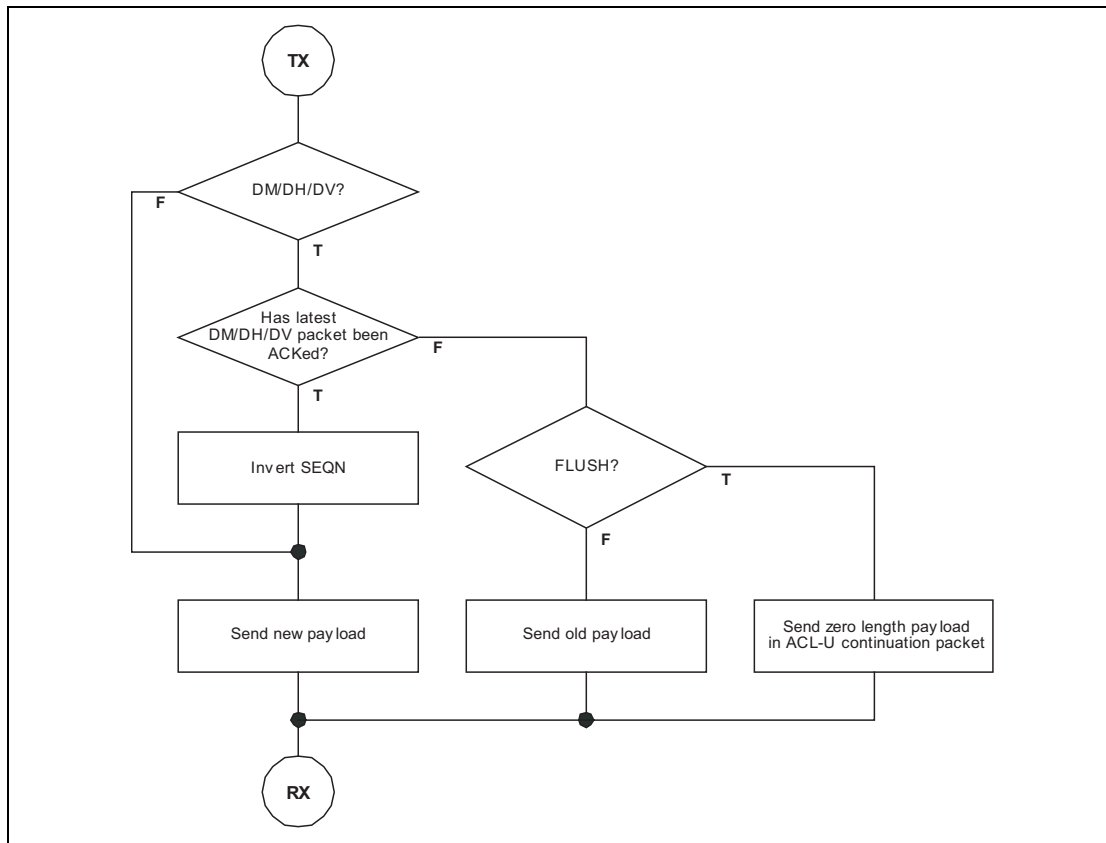 TX
DM/DH/DV?
F
T
Has latest
DM/DH/DV packet been
ACKed?
F
T
Invert SEQN
FLUSH?
T
F
Send new payload
Send old payload
Send zero length payload
in ACL-U continuation packet
RX